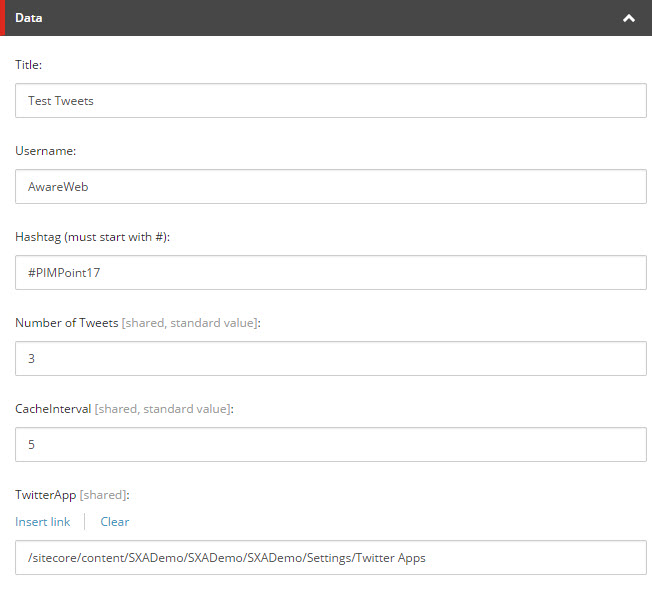 Data
Title:
Test Tweets
Username:
AwareWeb
Hashtag (must start with #):
#PIMPoint17
Number of Tweets [shared, standard value]:
3
CacheInterval [shared, standard value]:
5
TwitterApp [shared]:
Insert link Clear
/sitecore/content/SXADemo/SXADemo/SXADemo/Settings/Twitter Apps